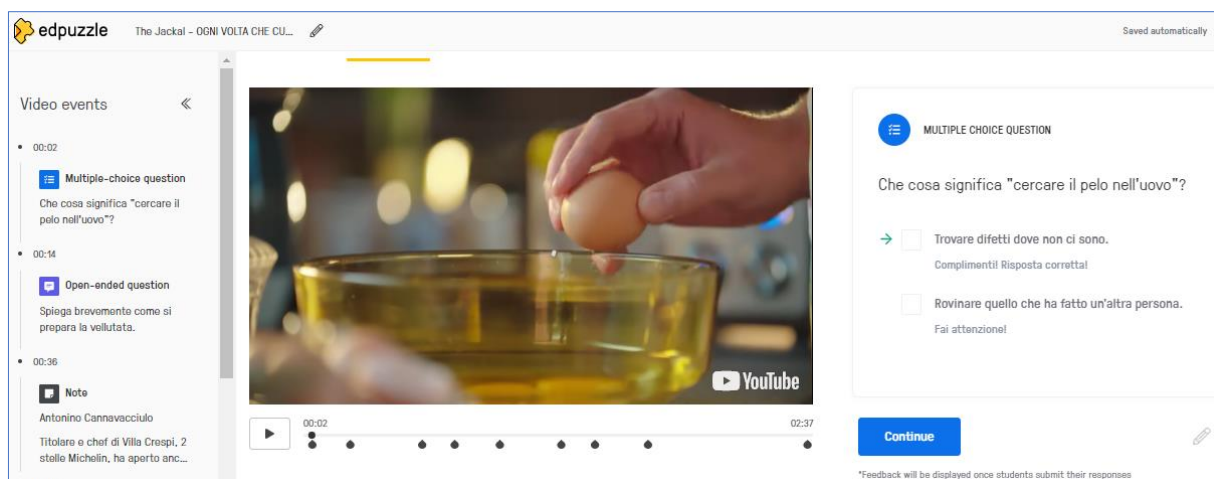 edpuzzle
The Jackal - OGNI VOLTA CHE CU...
Saved automatically
Video events
00:02
Multiple-choice question
Che cosa significa "cercare il
pelo nell'uovo"?
00:14
Open-ended question
Spiega brevemente come si
prepara la vellutata.
00:36
Note
Antonino Cannavacciulo
Titolare e chef di Villa Crespi, 2
stelle Michelin, ha aperto anc...
YouTube
00:02
02:37
MULTIPLE CHOICE QUESTION
Che cosa significa "cercare il pelo nell'uovo"?
Trovare difetti dove non ci sono.
Complimenti! Risposta corretta!
Rovinare quello che ha fatto un'altra persona.
Fai attenzione!
Continue
*Feedback will be displayed once students submit their responses